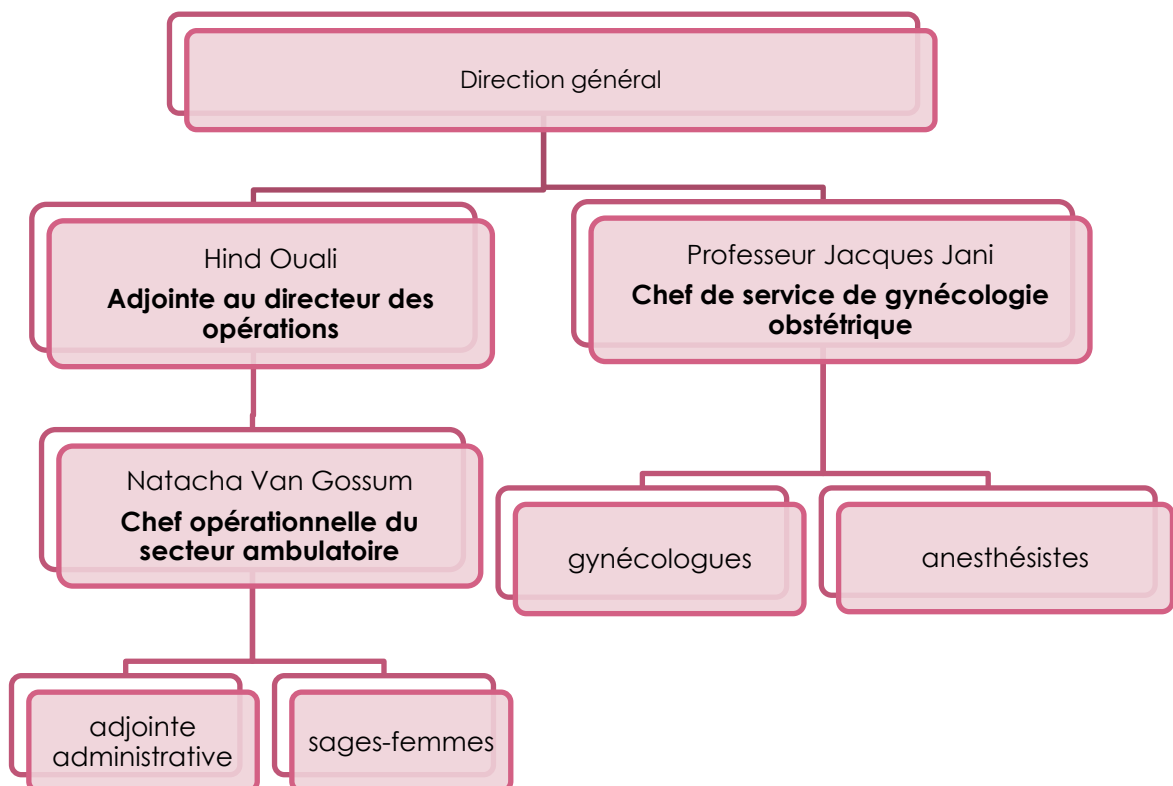 Direction général
Hind Ouali
Adjointe au directeur des
opérations
Professeur Jacques Jani
Chef de service de gynécologie
obstétrique
Natacha Van Gossum
Chef opérationnelle du
secteur ambulatoire
gynécologues
anesthésistes
adjointe
administrative
sages-femmes